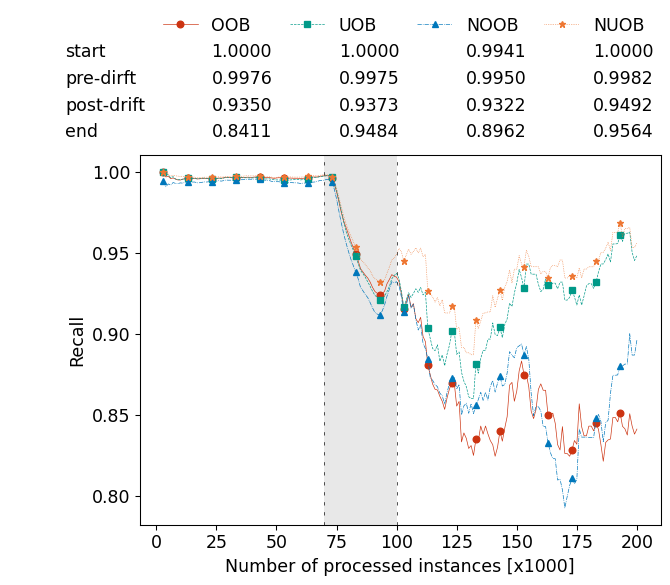 OOB UOB NOOB NUOB
start 1.0000 1.0000 0.9941 1.0000
pre-dirft 0.9976 0.9975 0.9950 0.9982
post-drift 0.9350 0.9373 0.9322 0.9492
end 0.8411 0.9484 0.8962 0.9564
1.00
0.95
0.90
0.85
0.80
Recall
0 25 50 75 100 125 150 175 200
Number of processed instances [x1000]